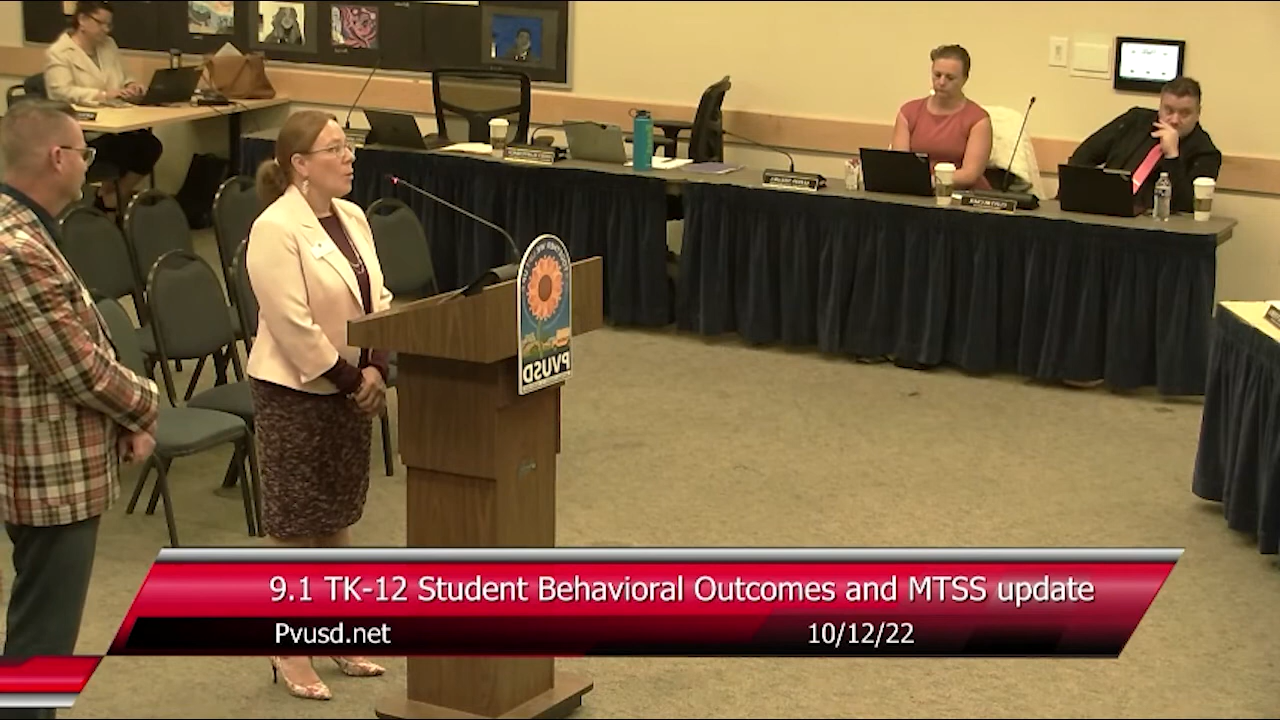 PVUSD
9.1 TK-12 Student Behavioral Outcomes and MTSS update
Pvusd.net
10/12/22